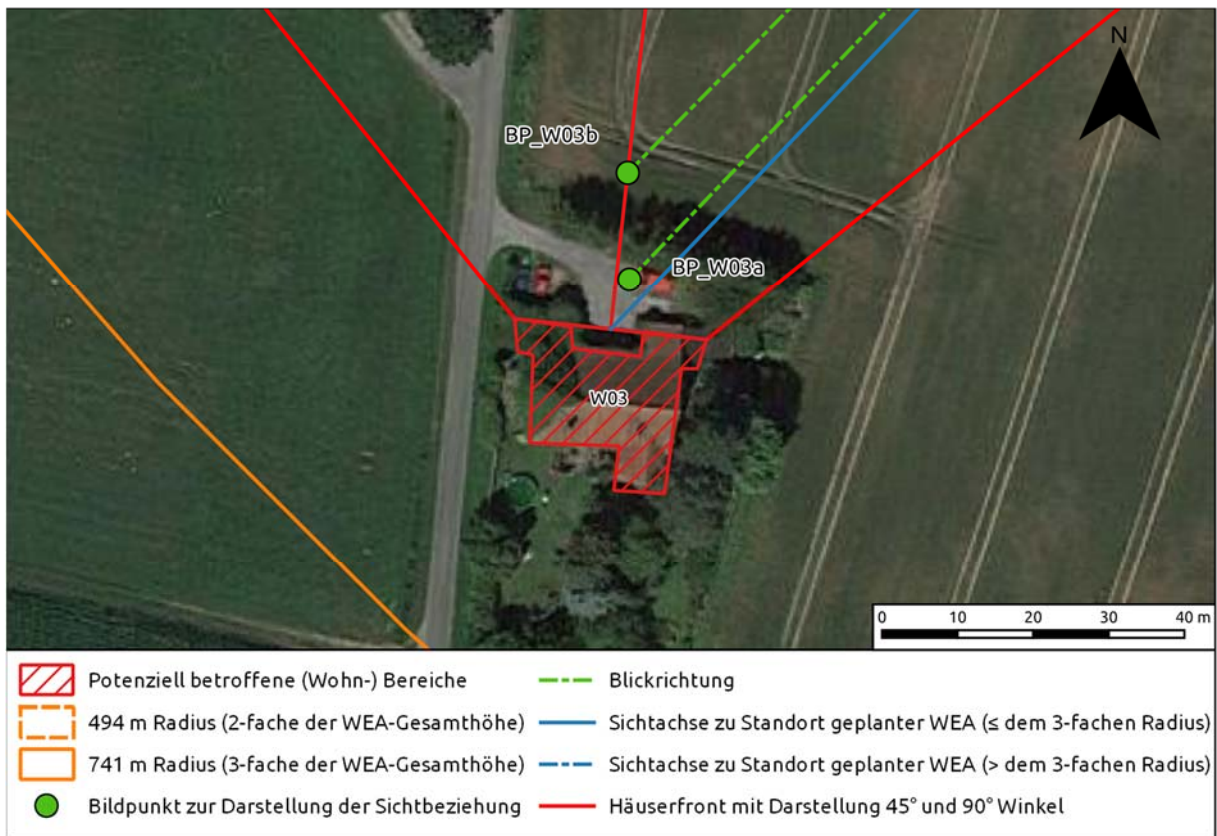 N
BP_W03b
BP_W03a
W03
0 10 20 30 40 m
Potenziell betroffene (Wohn-) Bereiche
494 m Radius (2-fache der WEA-Gesamthöhe)
741 m Radius (3-fache der WEA-Gesamthöhe)
Bildpunkt zur Darstellung der Sichtbeziehung
Blickrichtung
Sichtachse zu Standort geplanter WEA (≤ dem 3-fachen Radius)
Sichtachse zu Standort geplanter WEA (> dem 3-fachen Radius)
Häuserfront mit Darstellung 45° und 90° Winkel